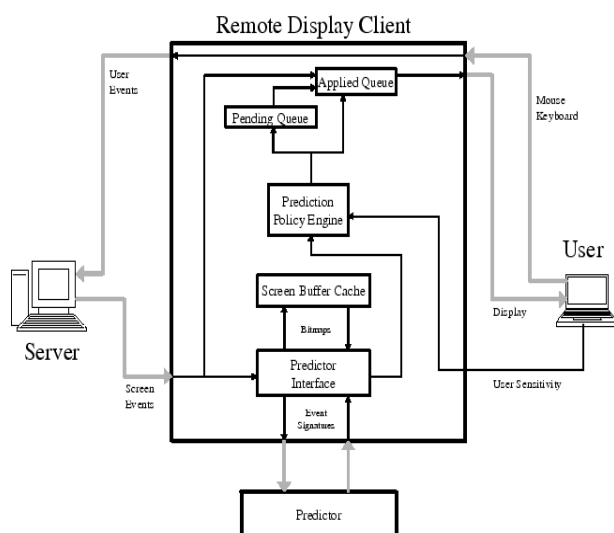 Remote Display Client
User
Events
Applied Queue
Mouse
Keyboard
Pending Queue
Prediction
Policy Engine
User
Screen Buffer Cache
Display
Server
Bitmaps
Predictor
Interface
User Sensitivity
Screen
Events
Event
Signatures
Predictor